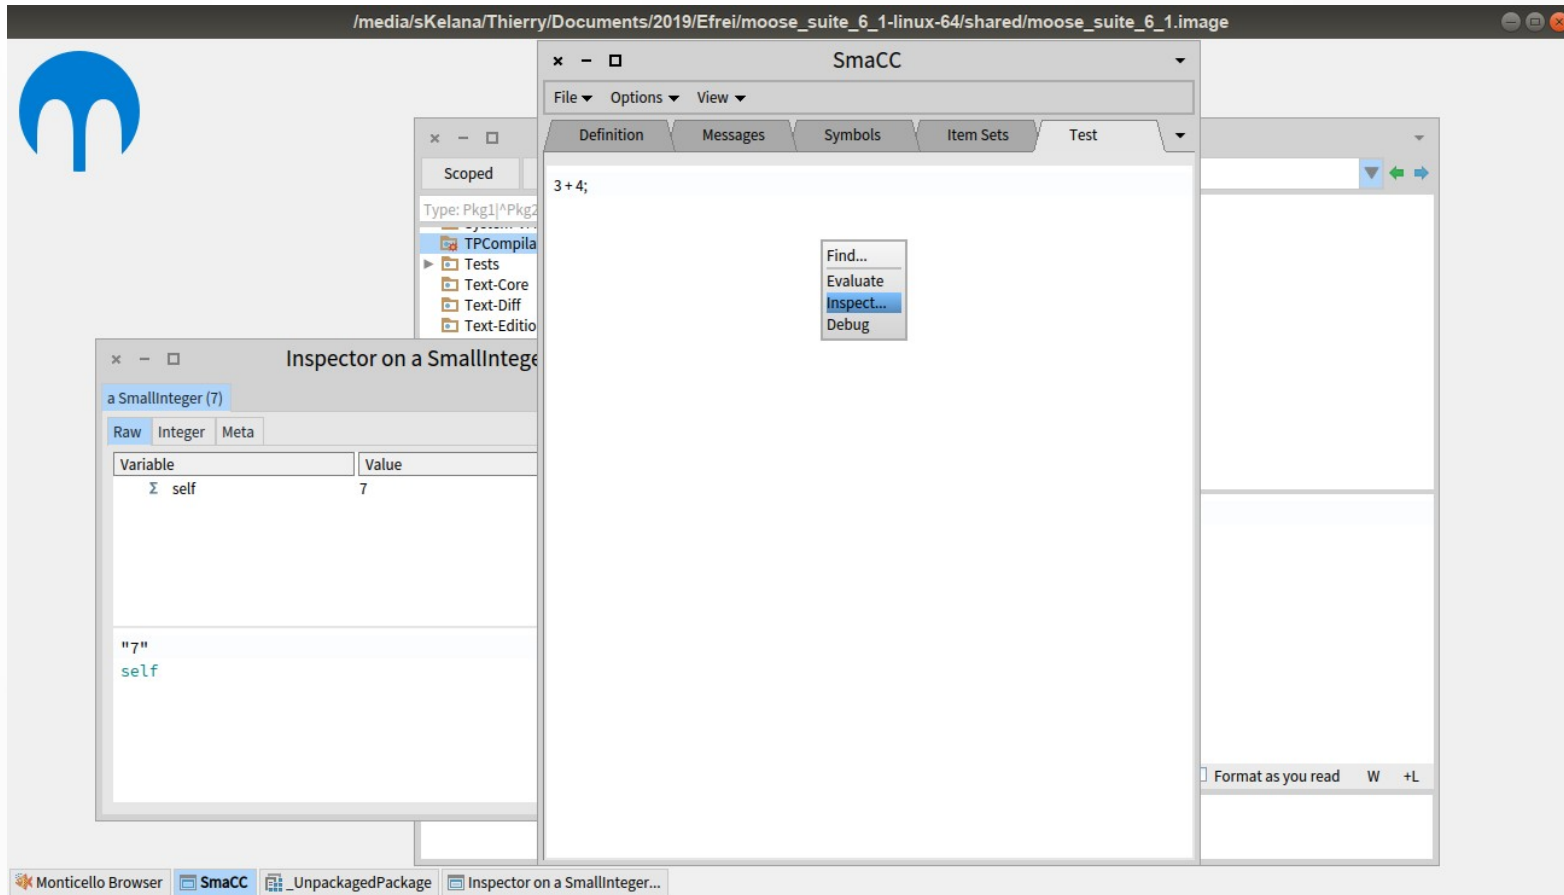 /media/sKelana/Thierry/Documents/2019/Efrei/moose_suite_6_1-linux-64/shared/moose_suite_6_1.image
SmaCC
File Options View
Definition Messages Symbols Item Sets Test
3 + 4;
Find...
Evaluate
Inspect...
Debug
Scoped
Type: Pkg1|^Pkg2
TPCompila
Tests
Text-Core
Text-Diff
Text-Editio
Inspector on a SmallIntege
a SmallInteger (7)
Raw Integer Meta
Variable Value
Σ self 7
"7"
self
Format as you read W +L
Monticello Browser SmaCC _UnpackagedPackage Inspector on a SmallInteger...